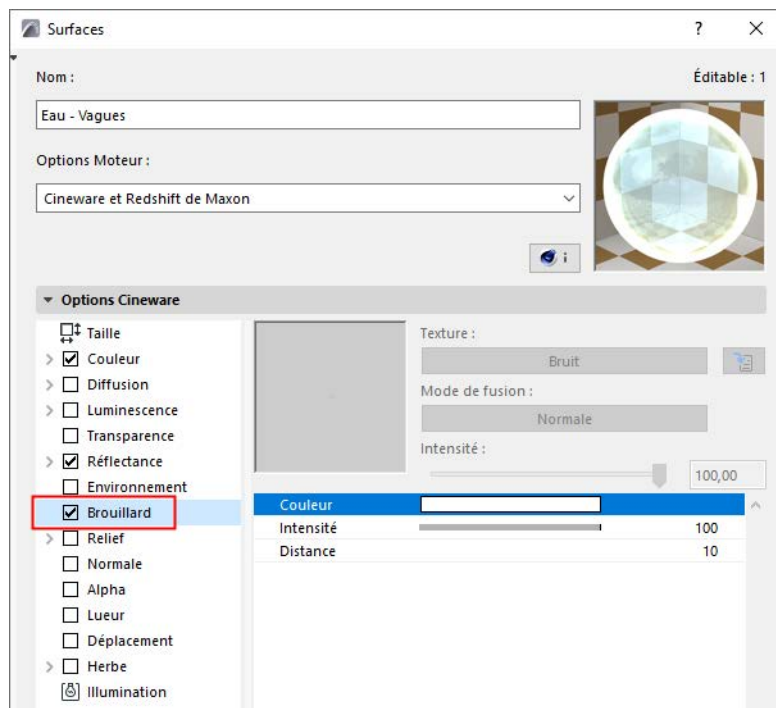 Surfaces
?
Nom :
Éditable : 1
Eau - Vagues
Options Moteur :
Cineware et Redshift de Maxon
i
Options Cineware
Taille
Couleur
Diffusion
Luminescence
Transparence
Réflectance
Environnement
Brouillard
Relief
Normale
Alpha
Lueur
Déplacement
Herbe
Illumination
Texture :
Bruit
Mode de fusion :
Normale
Intensité :
100,00
Couleur
Intensité 100
Distance 10